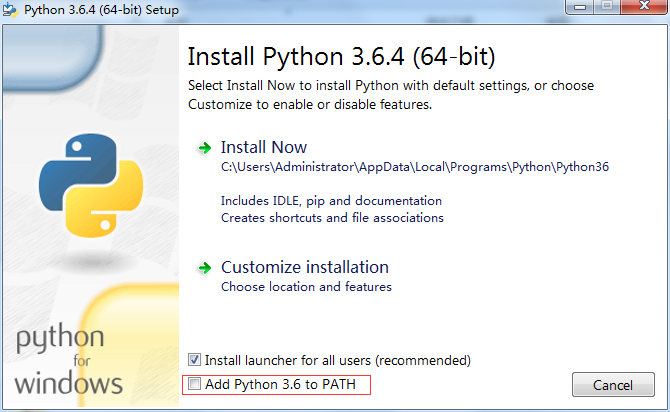 Python 3.6.4 (64-bit) Setup
Install Python 3.6.4 (64-bit)
Select Install Now to install Python with default settings, or choose
Customize to enable or disable features.
Install Now
C:\Users\Administrator\AppData\Local\Programs\Python\Python36
Includes IDLE, pip and documentation
Creates shortcuts and file associations
Customize installation
Choose location and features
python
for
windows
Install launcher for all users (recommended)
Add Python 3.6 to PATH
Cancel